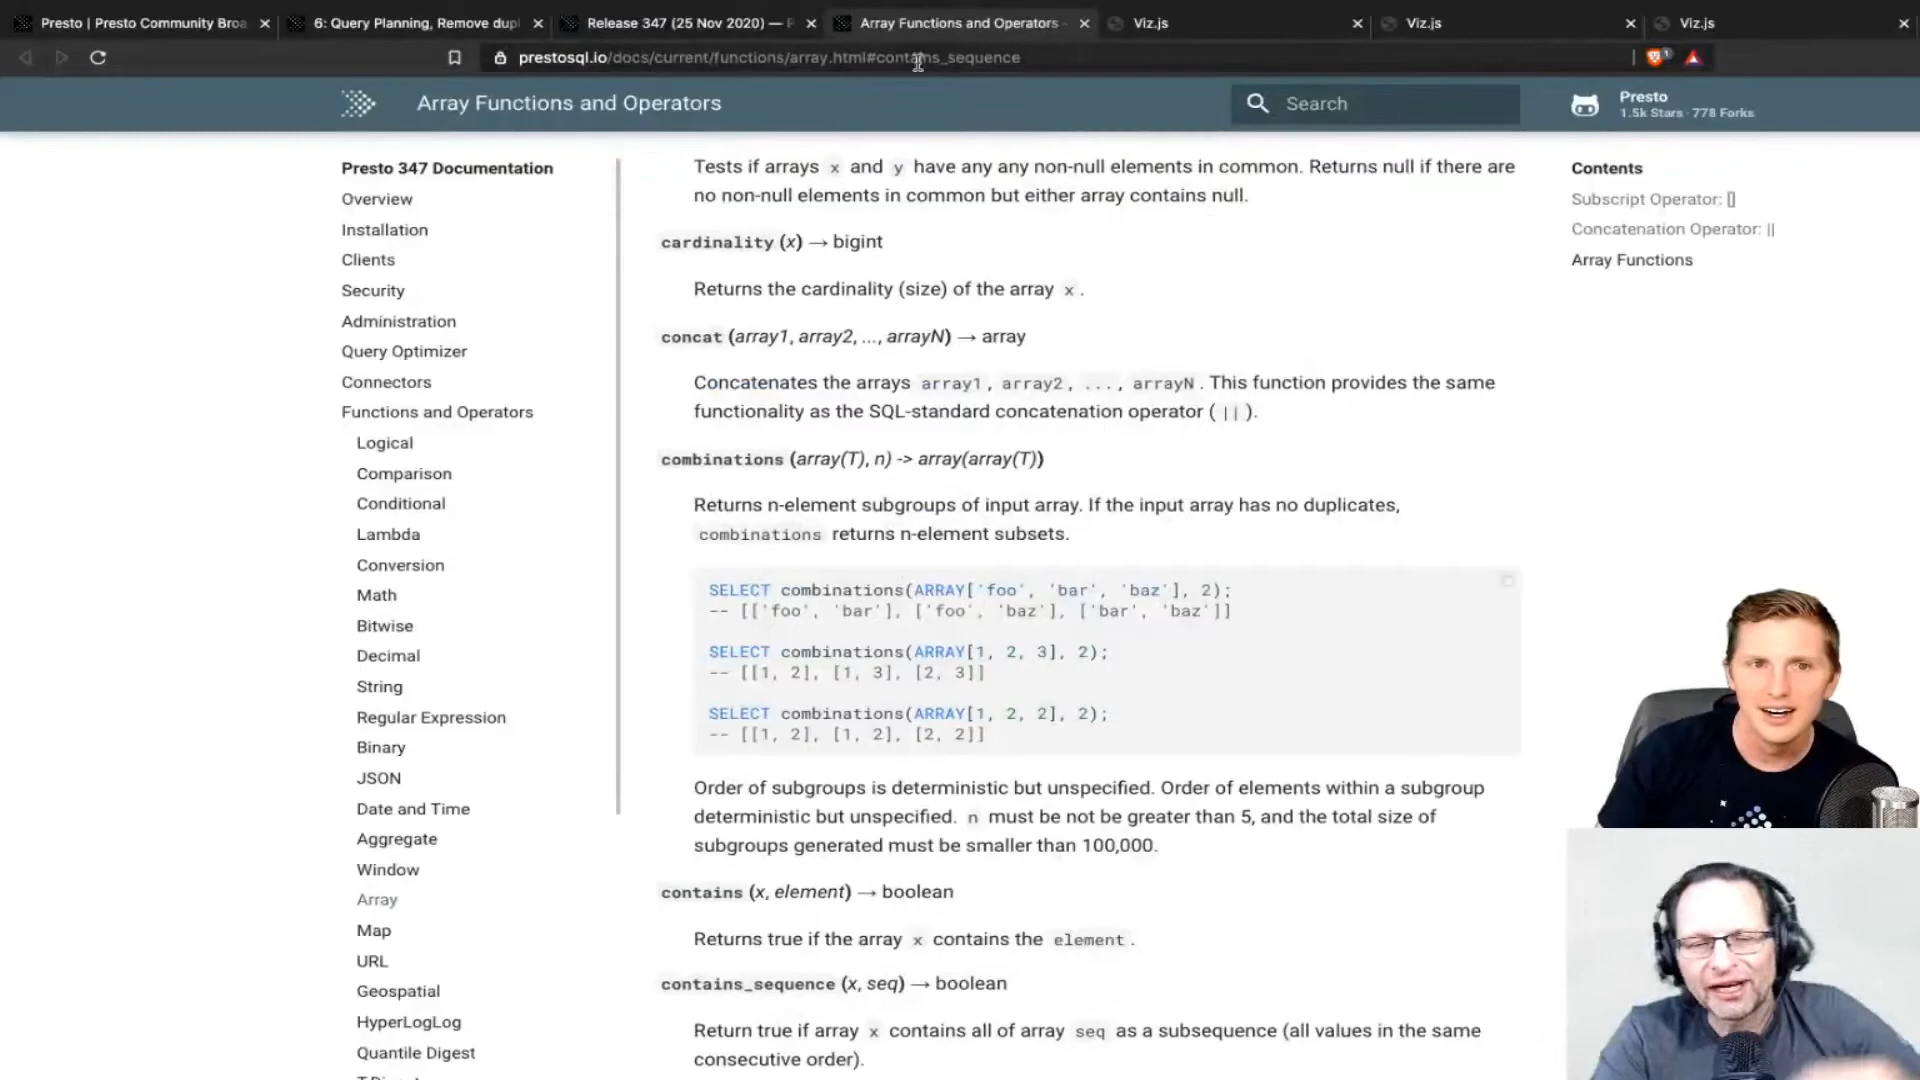 Presto | Presto Community Broa
6: Query Planning, Remove dup
Release 347 (25 Nov 2020) — P
Array Functions and Operators -
Viz.js
Viz.js
Viz.js
prestosql.io/docs/current/functions/array.html#contains_sequence
1
Array Functions and Operators
Search
Presto
1.5k Stars · 778 Forks
Presto 347 Documentation
Overview
Installation
Clients
Security
Administration
Query Optimizer
Connectors
Functions and Operators
Logical
Comparison
Conditional
Lambda
Conversion
Math
Bitwise
Decimal
String
Regular Expression
Binary
JSON
Date and Time
Aggregate
Window
Array
Map
URL
Geospatial
HyperLogLog
Quantile Digest
Tests if arrays x and y have any any non-null elements in common. Returns null if there are
no non-null elements in common but either array contains null.
cardinality (x) → bigint
Returns the cardinality (size) of the array x .
concat (array1, array2, ..., arrayN) → array
Concatenates the arrays array1 , array2 , ... , arrayN . This function provides the same
functionality as the SQL-standard concatenation operator ( || ).
combinations (array(T), n) -> array(array(T))
Returns n-element subgroups of input array. If the input array has no duplicates,
combinations returns n-element subsets.
SELECT combinations(ARRAY['foo', 'bar', 'baz'], 2);
-- [['foo', 'bar'], ['foo', 'baz'], ['bar', 'baz']]
SELECT combinations(ARRAY[1, 2, 3], 2);
-- [[1, 2], [1, 3], [2, 3]]
SELECT combinations(ARRAY[1, 2, 2], 2);
-- [[1, 2], [1, 2], [2, 2]]
Order of subgroups is deterministic but unspecified. Order of elements within a subgroup
deterministic but unspecified. n must be not be greater than 5, and the total size of
subgroups generated must be smaller than 100,000.
contains (x, element) → boolean
Returns true if the array x contains the element .
contains_sequence (x, seq) → boolean
Return true if array x contains all of array seq as a subsequence (all values in the same
consecutive order).
Contents
Subscript Operator: []
Concatenation Operator: ||
Array Functions